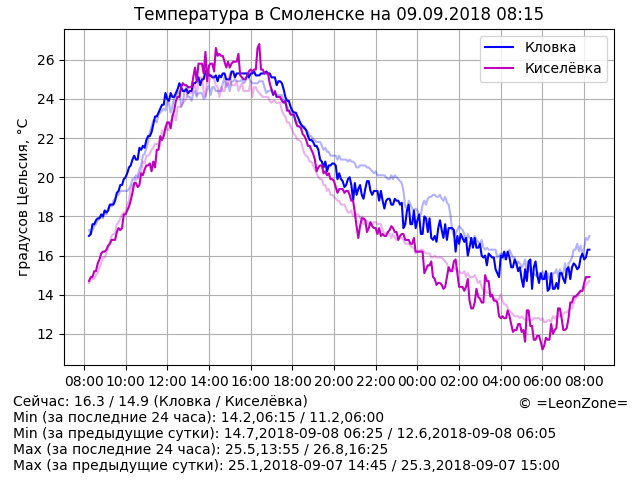 Температура в Смоленске на 09.09.2018 08:15
градусов Цельсия, °C
26
24
22
20
18
16
14
12
Кловка
Киселёвка
08:00 10:00 12:00 14:00 16:00 18:00 20:00 22:00 00:00 02:00 04:00 06:00 08:00
Сейчас: 16.3 / 14.9 (Кловка / Киселёвка)
© =LeonZone=
Min (за последние 24 часа): 14.2,06:15 / 11.2,06:00
Min (за предыдущие сутки): 14.7,2018-09-08 06:25 / 12.6,2018-09-08 06:05
Max (за последние 24 часа): 25.5,13:55 / 26.8,16:25
Max (за предыдущие сутки): 25.1,2018-09-07 14:45 / 25.3,2018-09-07 15:00